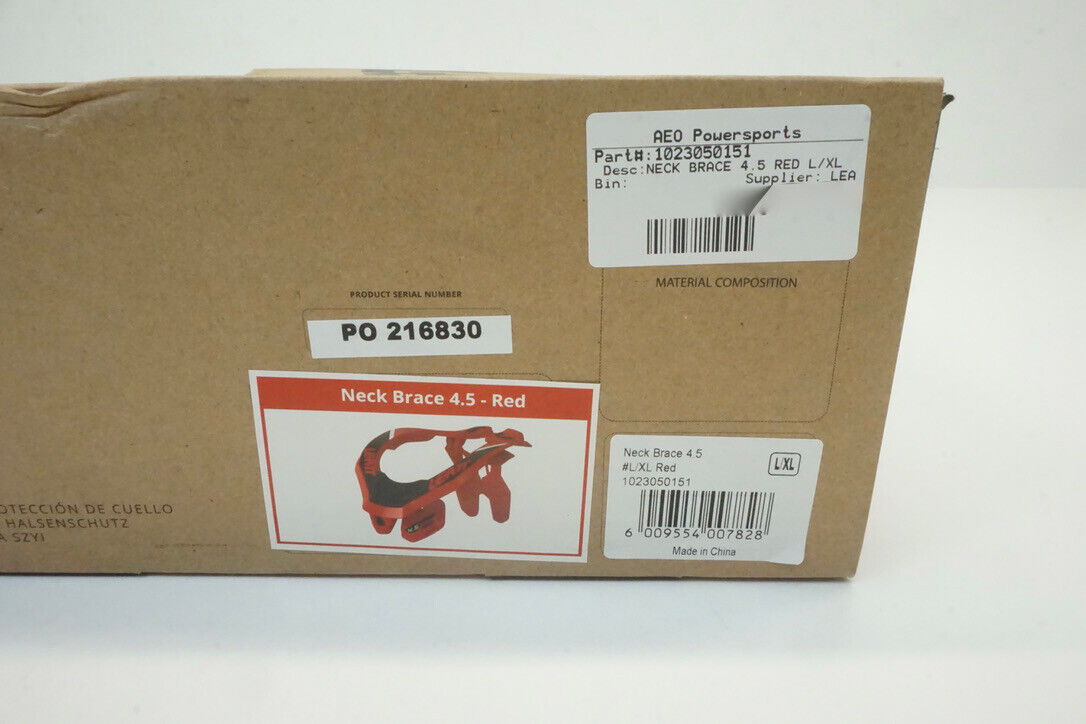 AEO Powersports
Part#:1023050151
Desc:NECK BRACE 4.5 RED L/XL
Bin: Supplier: LEA
MATERIAL COMPOSITION
PRODUCT SERIAL NUMBER
PO 216830
Neck Brace 4.5 - Red
Neck Brace 4.5
#L/XL Red
1023050151
L/XL
6 009554 007828
Made in China
OTECCIÓN DE CUELLO
HALSENSCHUTZ
A SZYI